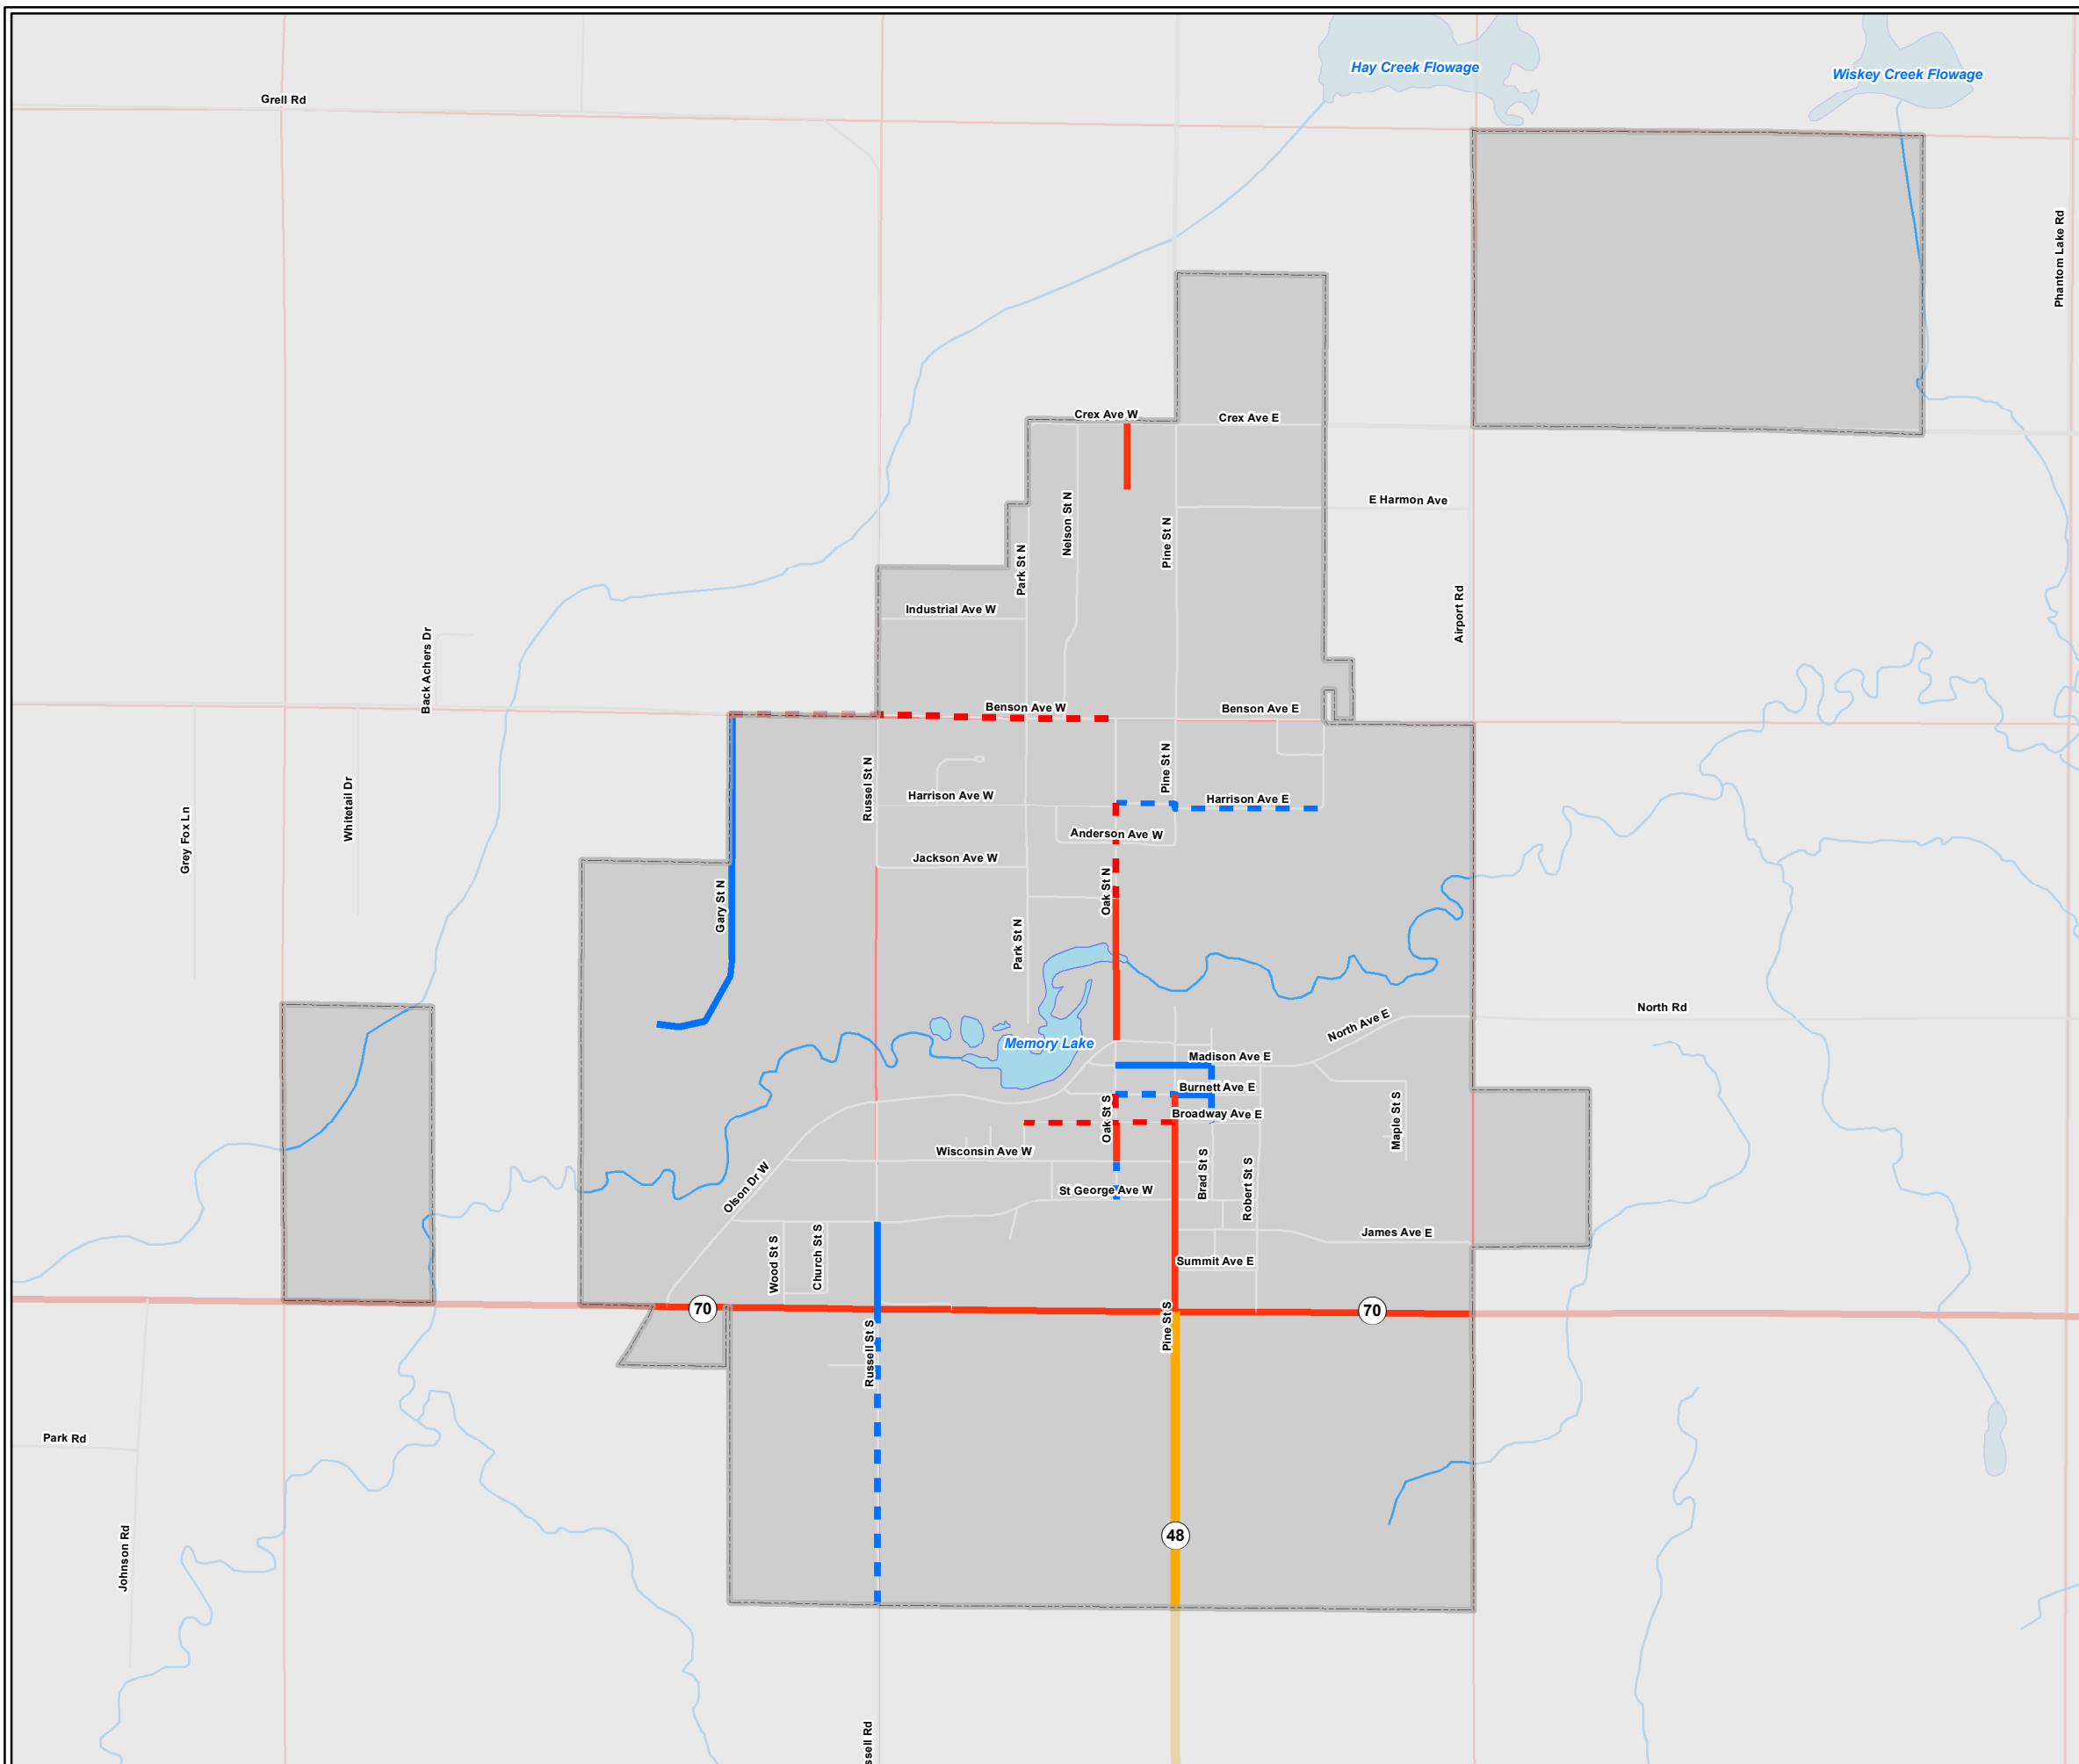 Hay Creek Flowage
Wiskey Creek Flowage
Grell Rd
Phantom Lake Rd
Crex Ave W
Crex Ave E
E Harmon Ave
Nelson St N
Pine St N
Park St N
Industrial Ave W
Airport Rd
Back Achers Dr
Benson Ave W
Benson Ave E
Pine St N
Russel St N
Harrison Ave W
Harrison Ave E
Whitetail Dr
Grey Fox Ln
Anderson Ave W
Jackson Ave W
Oak St N
Gary St N
Park St N
North Rd
North Ave E
Memory Lake
Madison Ave E
Burnett Ave E
Broadway Ave E
Oak St S
Maple St S
Wisconsin Ave W
Brad St S
Robert St S
Olson Dr W
St George Ave W
James Ave E
Church St S
Wood St S
Summit Ave E
70
70
Pine St S
Russell St S
Park Rd
48
Johnson Rd
ssell Rd